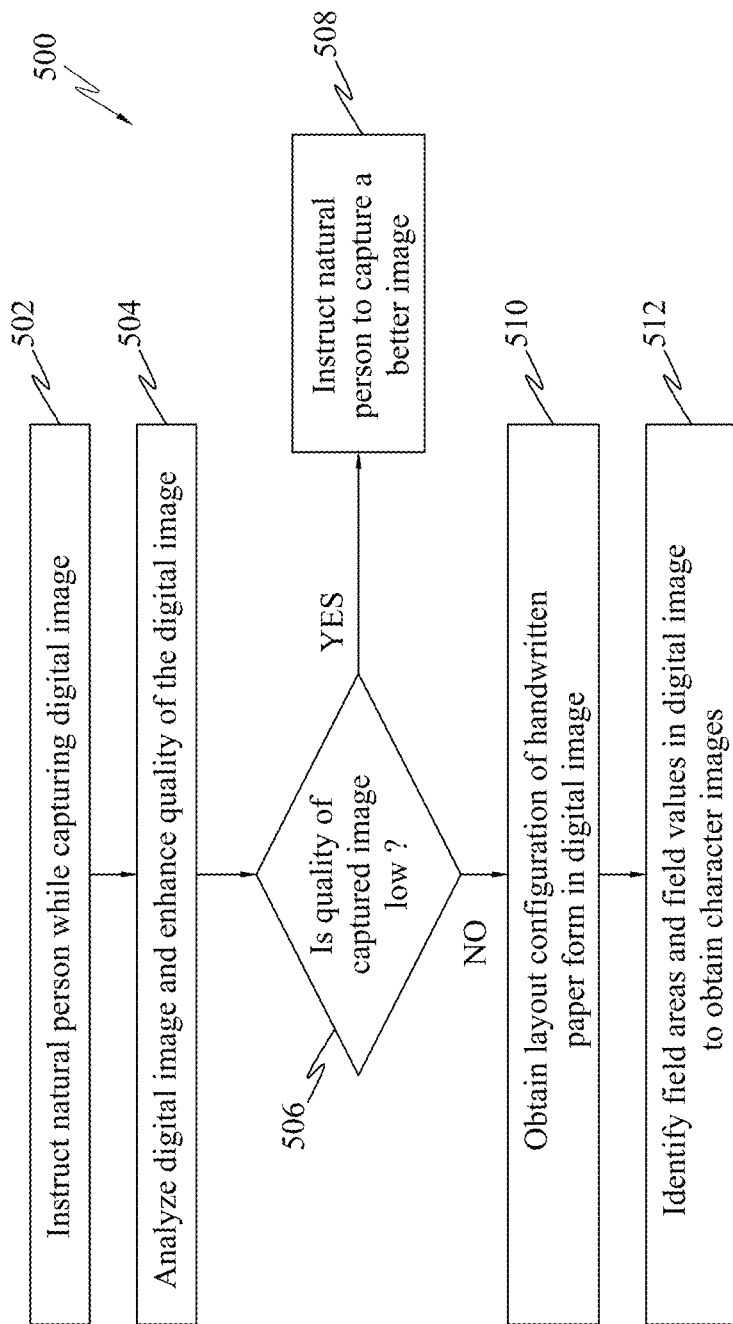 500
502
Instruct natural person while capturing digital image
504
Analyze digital image and enhance quality of the digital image
506
Is quality of
captured image
low ?
YES
508
Instruct natural
person to capture a
better image
NO
510
Obtain layout configuration of handwritten
paper form in digital image
512
Identify field areas and field values in digital image
to obtain character images